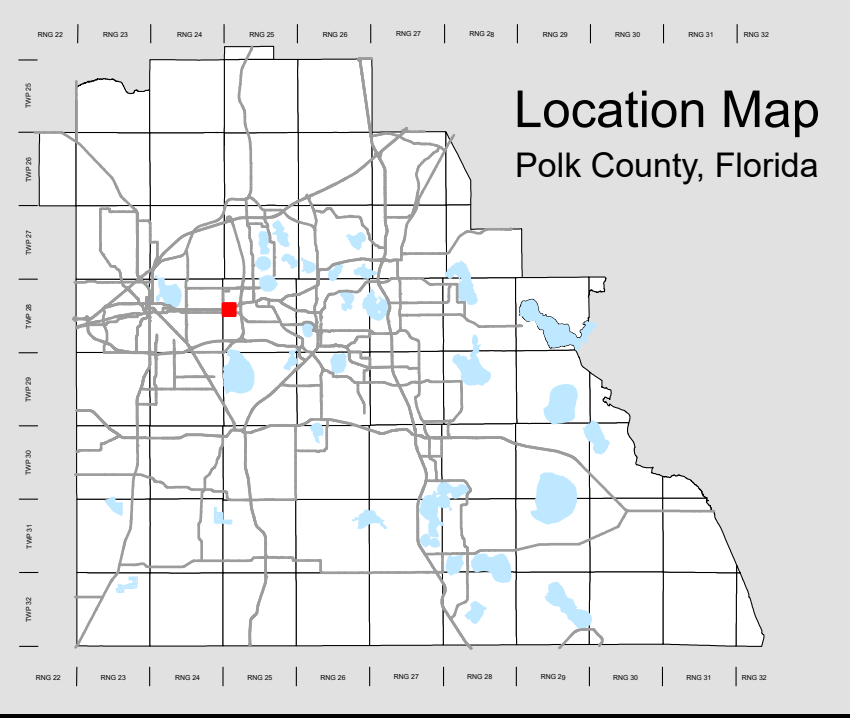 RNG 22 RNG 23 RNG 24 RNG 25 RNG 26 RNG 27 RNG 28 RNG 29 RNG 30 RNG 31 RNG 32
TWP 25
Location Map
Polk County, Florida
TWP 26
TWP 27
TWP 28
TWP 29
TWP 30
TWP 31
TWP 32
RNG 22 RNG 23 RNG 24 RNG 25 RNG 26 RNG 27 RNG 28 RNG 29 RNG 30 RNG 31 RNG 32